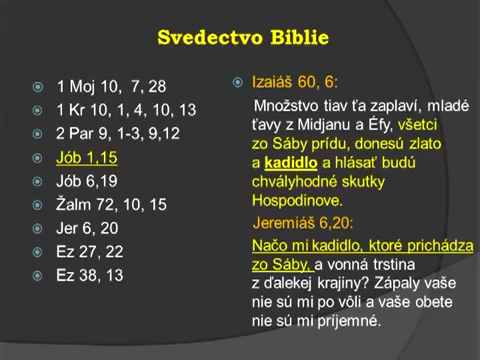 Svedectvo Biblie
1 Moj 10, 7, 28
1 Kr 10, 1, 4, 10, 13
2 Par 9, 1-3, 9,12
Jób 1,15
Jób 6,19
Žalm 72, 10, 15
Jer 6, 20
Ez 27, 22
Ez 38, 13
Izaiáš 60, 6:
Množstvo tiav ťa zaplaví, mladé
ťavy z Midjanu a Éfy, všetci
zo Sáby prídu, donesú zlato
a kadidlo a hlásať budú
chvályhodné skutky
Hospodinove.
Jeremiáš 6,20:
Načo mi kadidlo, ktoré prichádza
zo Sáby, a vonná trstina
z ďalekej krajiny? Zápaly vaše
nie sú mi po vôli a vaše obete
nie sú mi príjemné.